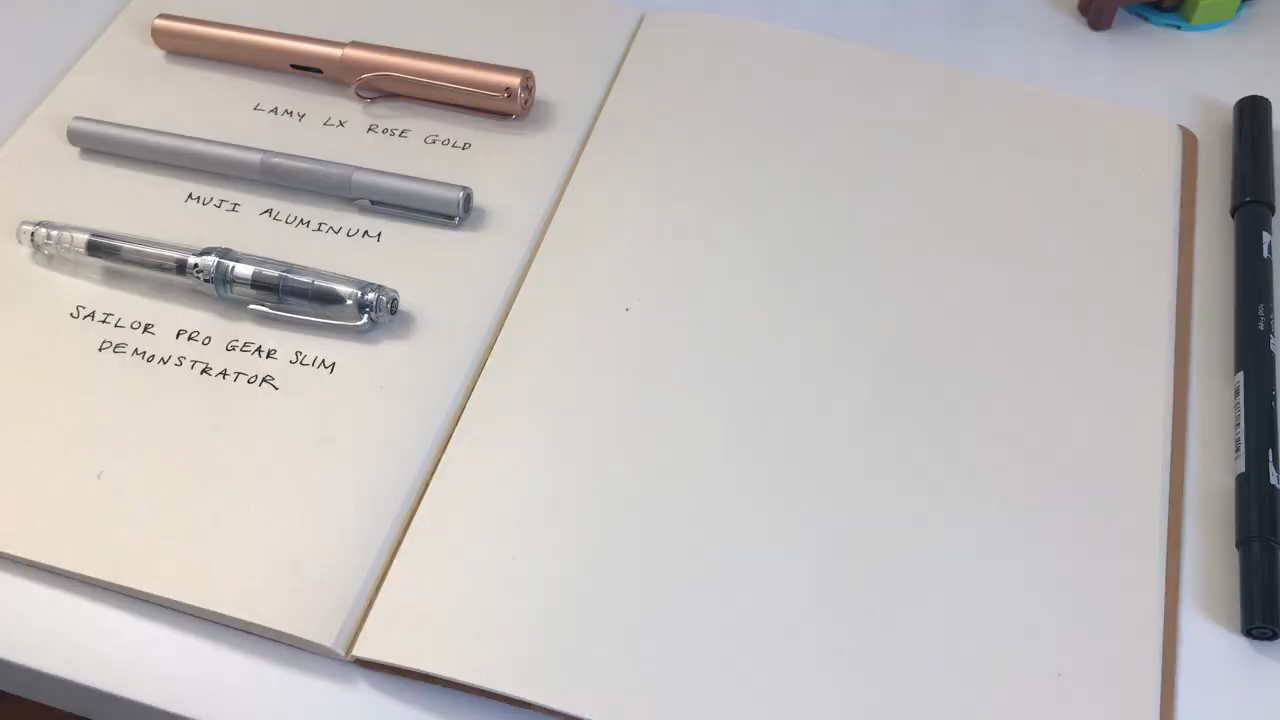 LAMY LX ROSE GOLD
MUJI ALUMINUM
SAILOR PRO GEAR SLIM
DEMONSTRATOR